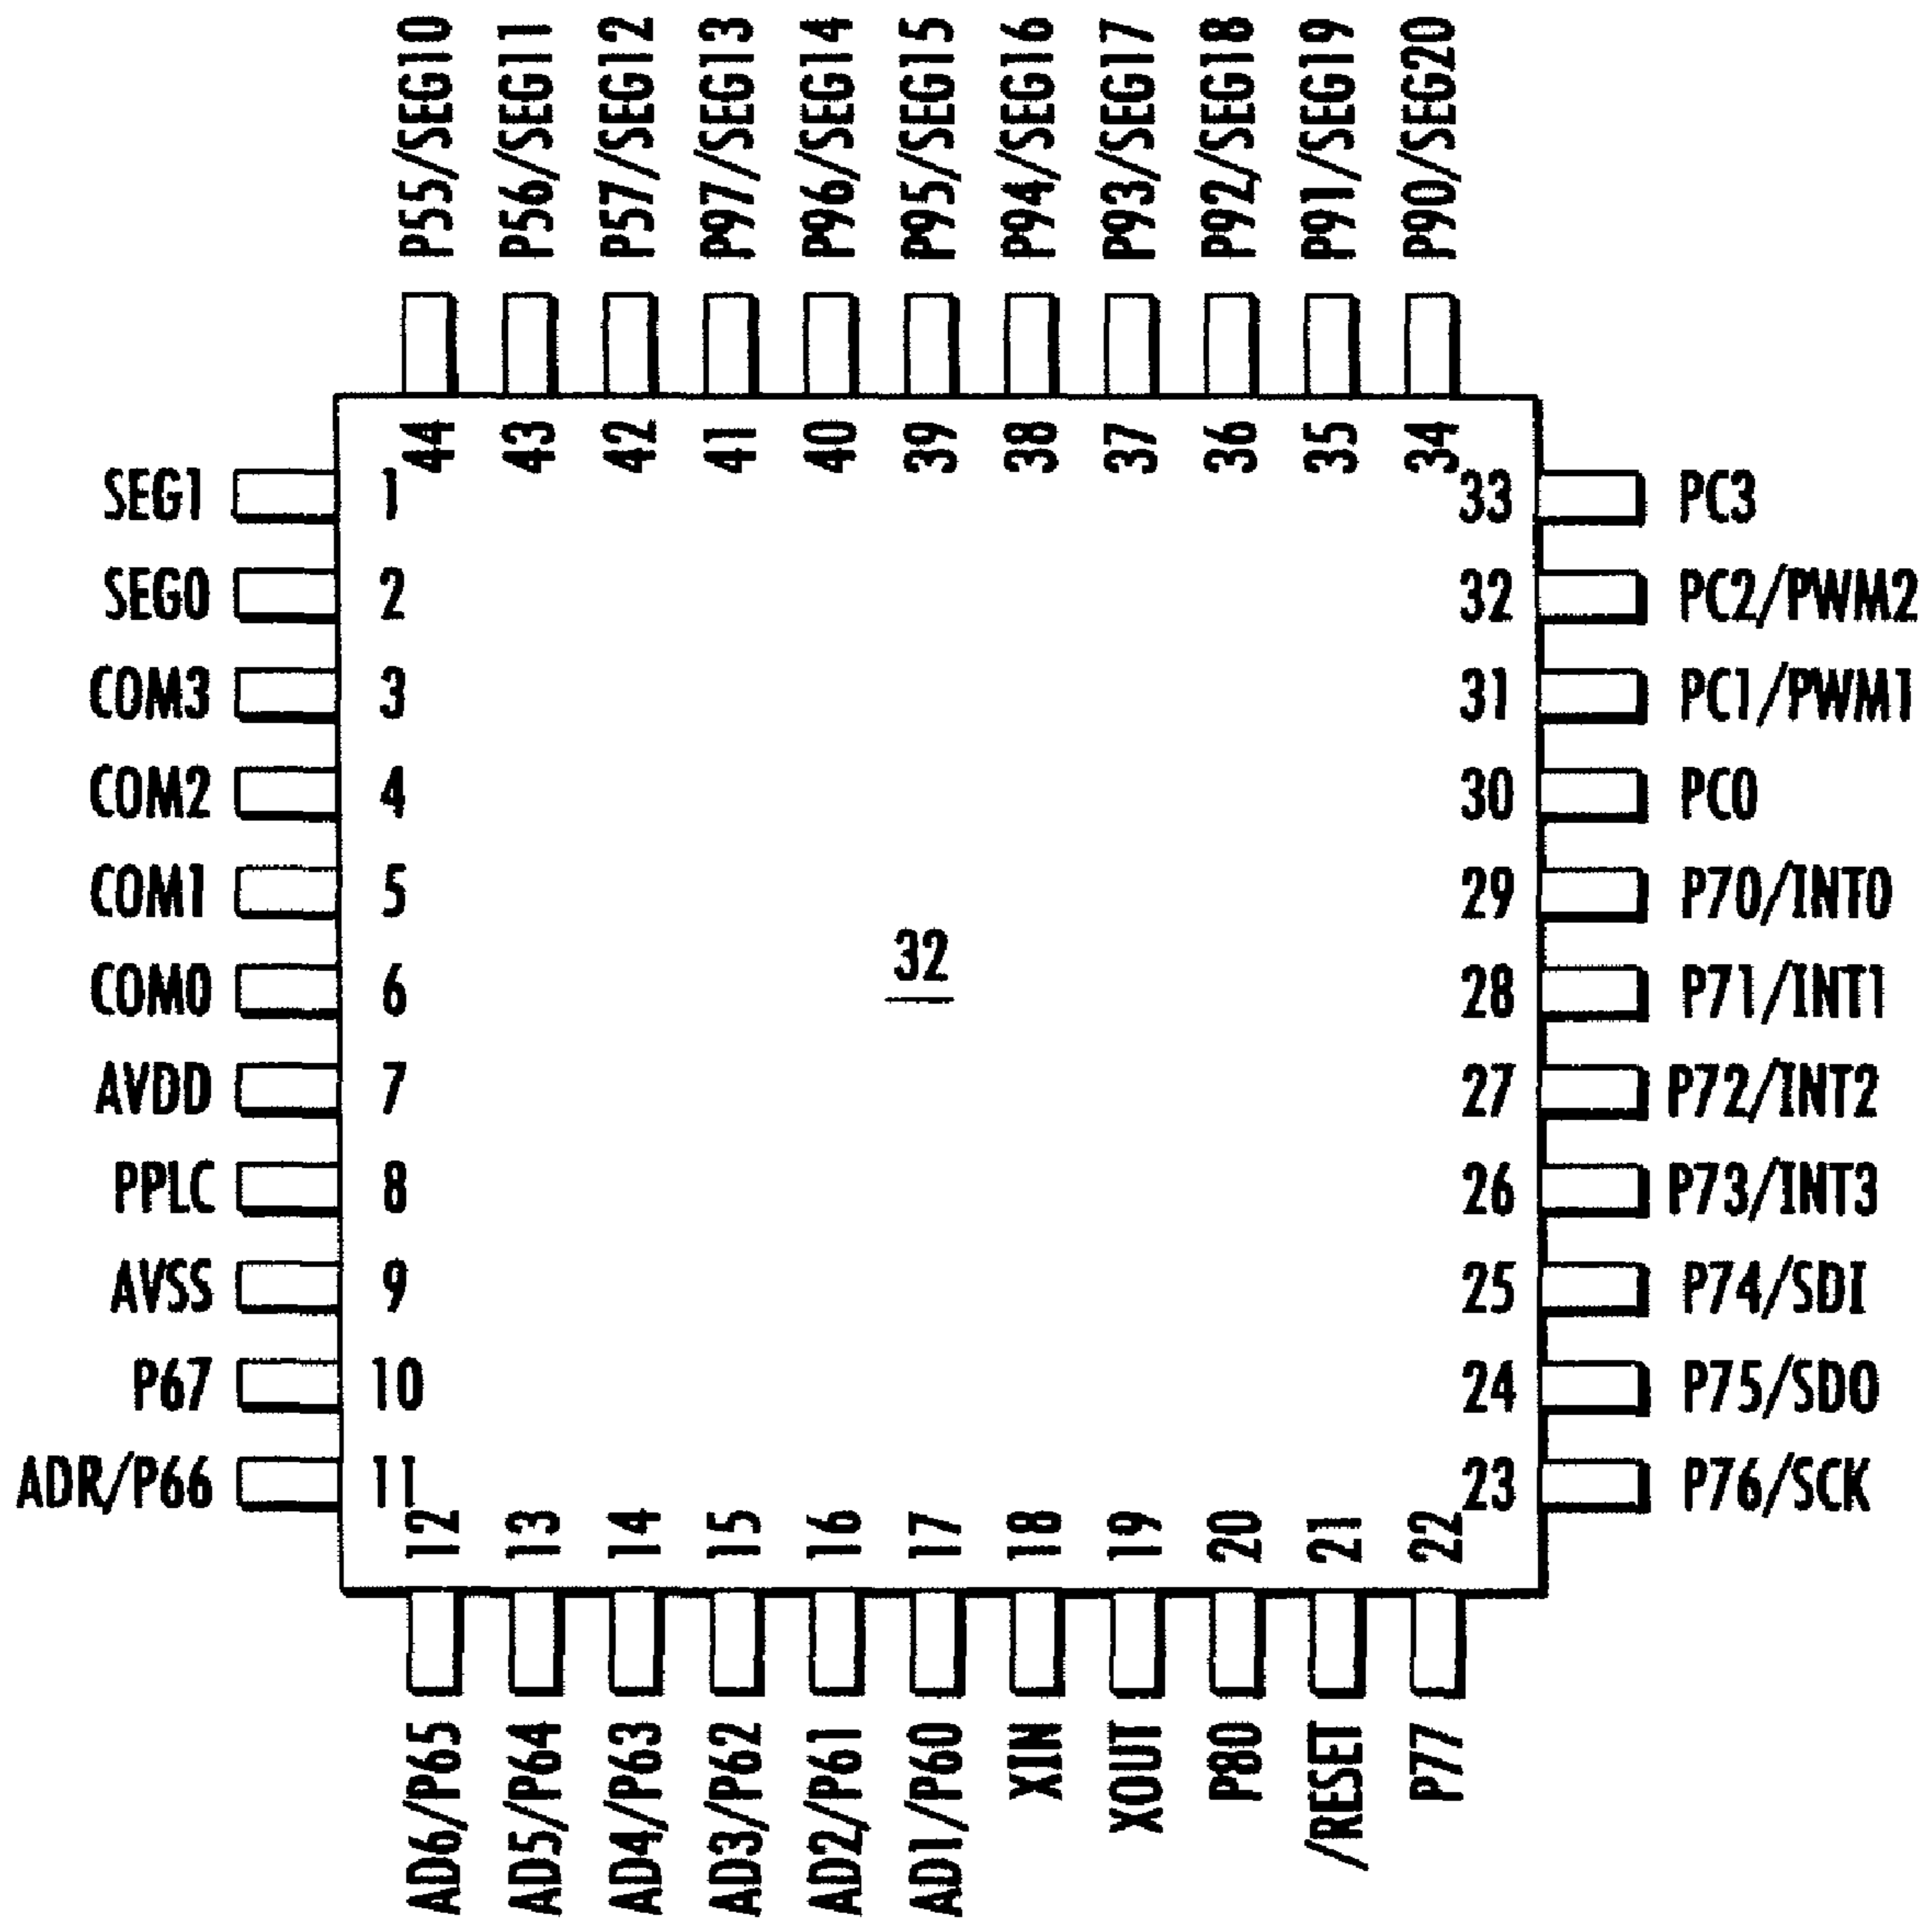 P55/SEG10
P56/SEG11
P57/SEG12
P97/SEG13
P96/SEG14
P95/SEG15
P94/SEG16
P93/SEG17
P92/SEG18
P91/SEG19
P90/SEG20
44
43
42
41
40
39
38
37
36
35
34
SEG1 1
SEG0 2
COM3 3
COM2 4
COM1 5
COM0 6
AVDD 7
PPLC 8
AVSS 9
P67 10
ADR/P66 11
32
33 PC3
32 PC2/PWM2
31 PC1/PWM1
30 PC0
29 P70/INT0
28 P71/INT1
27 P72/INT2
26 P73/INT3
25 P74/SDI
24 P75/SDO
23 P76/SCK
12
13
14
15
16
17
18
19
20
21
22
AD6/P65
AD5/P64
AD4/P63
AD3/P62
AD2/P61
AD1/P60
XIN
XOUT
P80
/RESET
P77